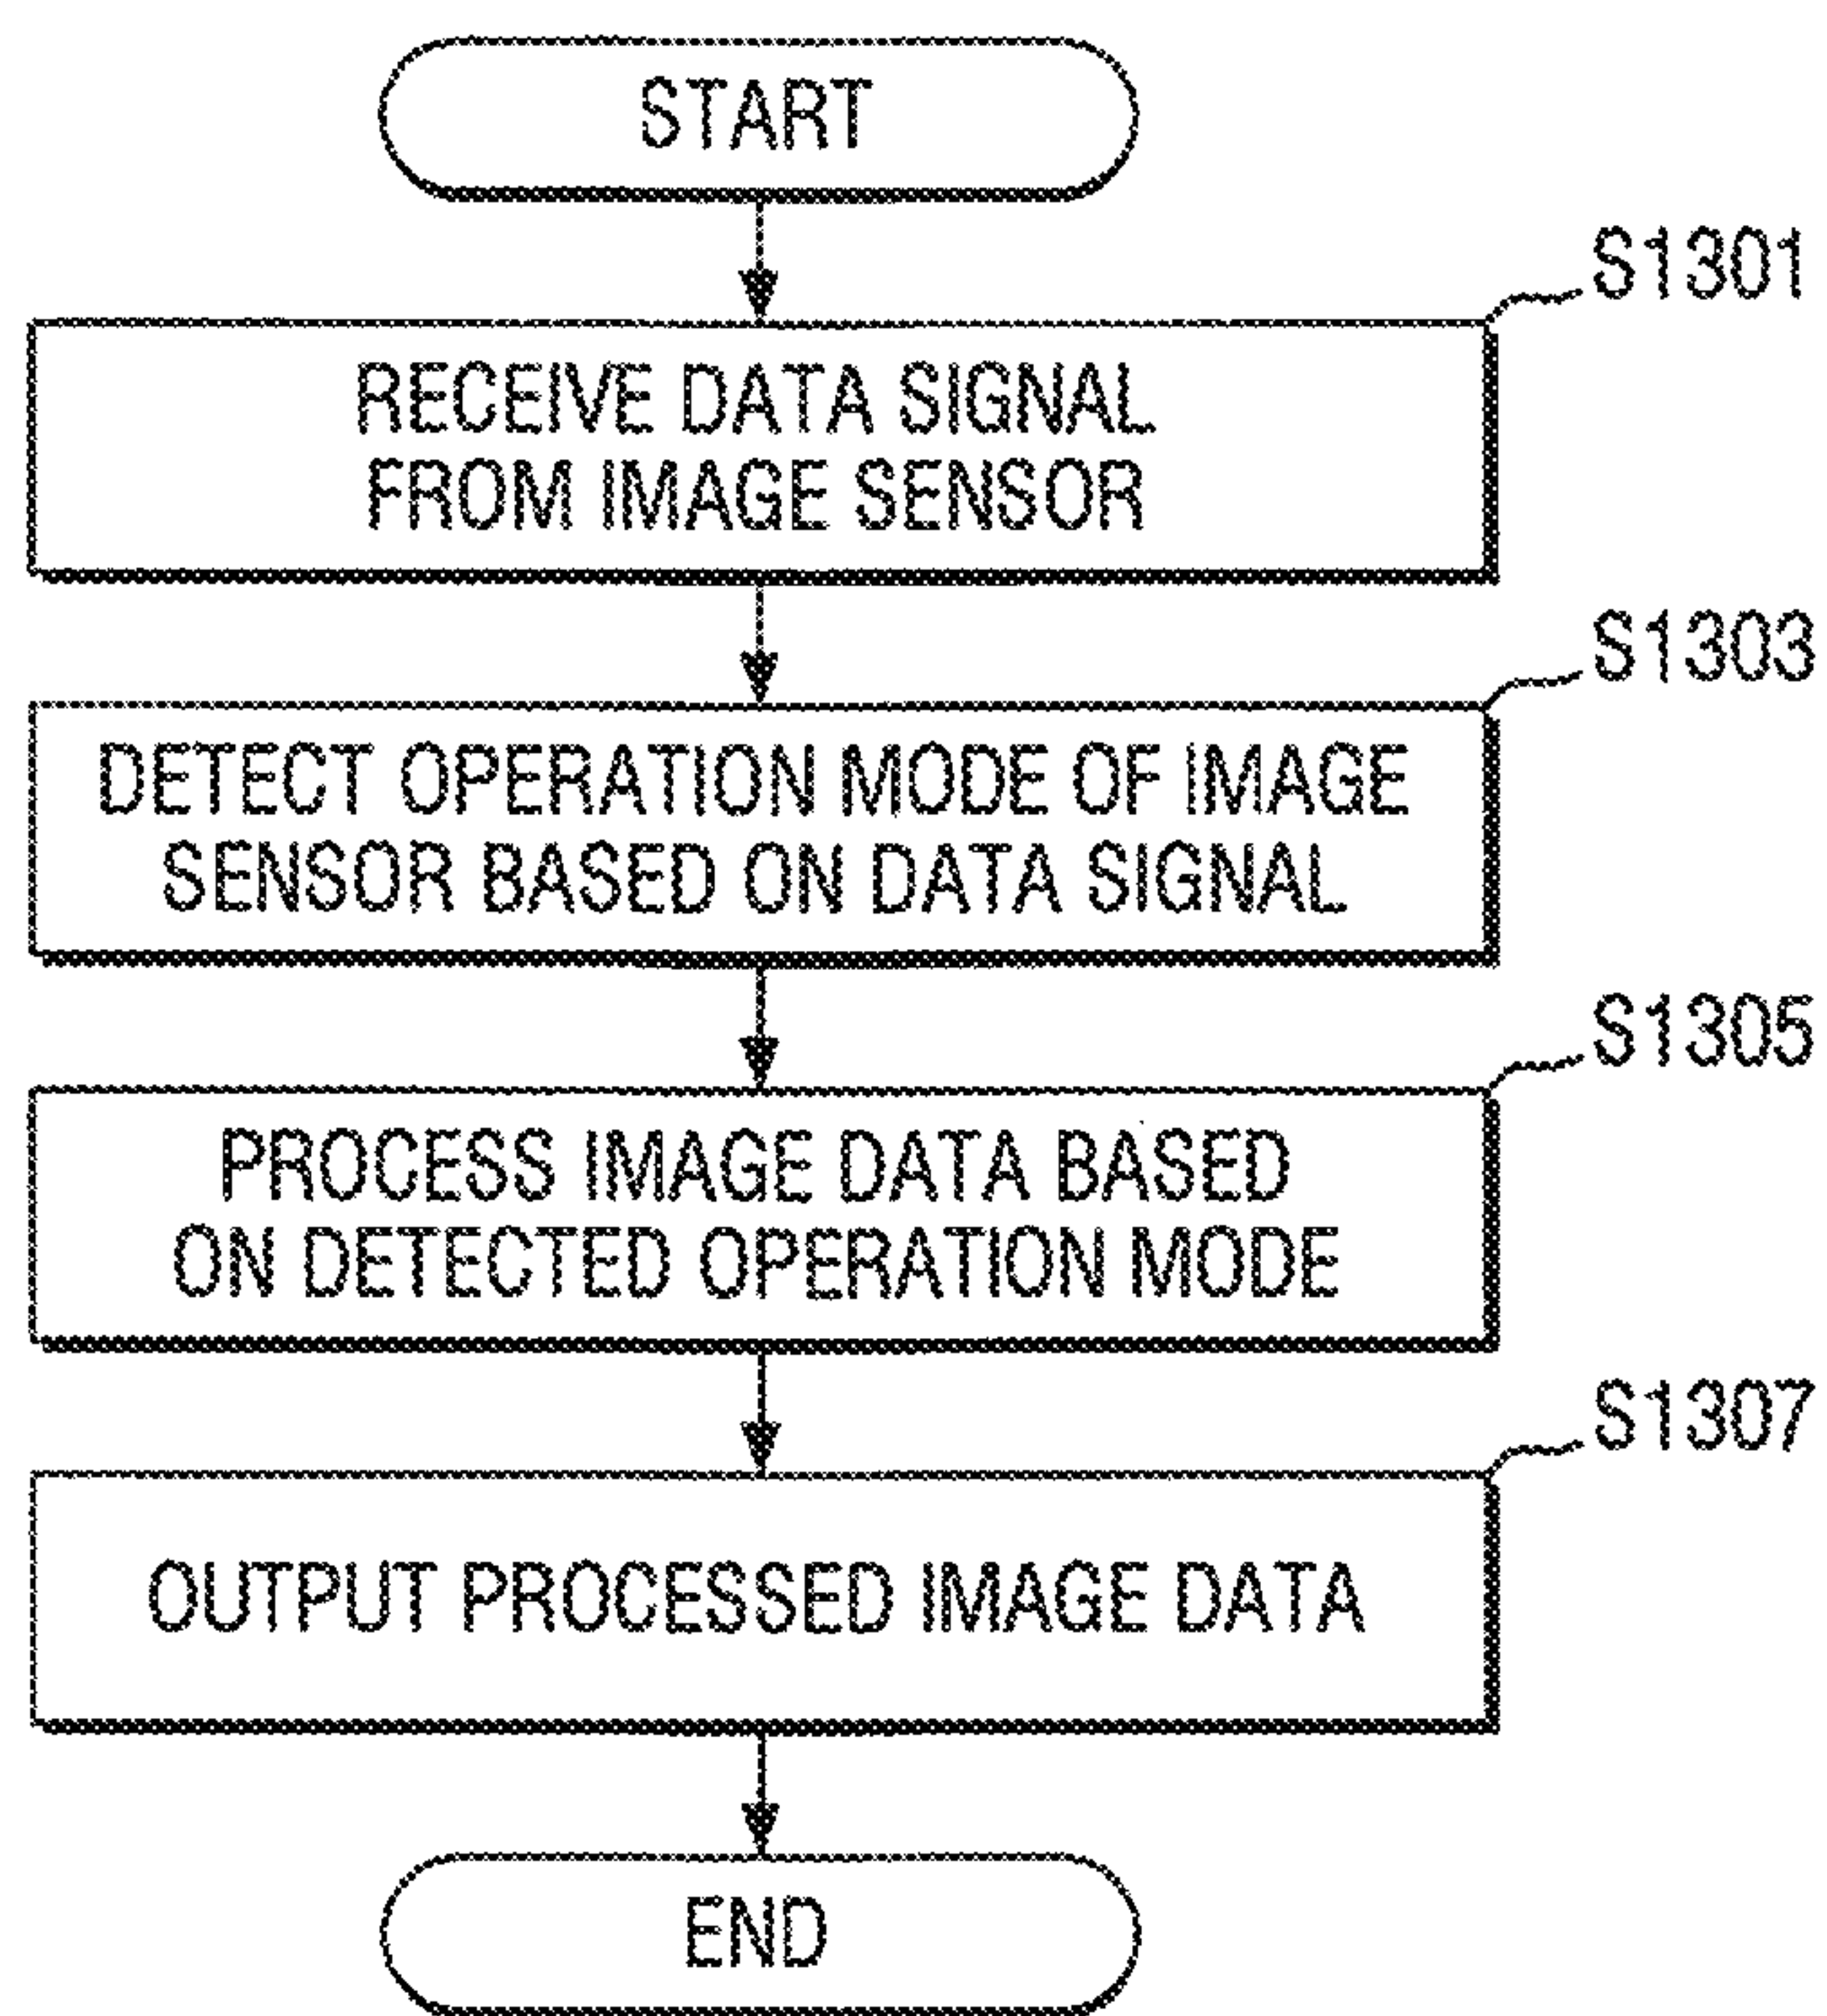 START
S1301
RECEIVE DATA SIGNAL
FROM IMAGE SENSOR
S1303
DETECT OPERATION MODE OF IMAGE
SENSOR BASED ON DATA SIGNAL
S1305
PROCESS IMAGE DATA BASED
ON DETECTED OPERATION MODE
S1307
OUTPUT PROCESSED IMAGE DATA
END